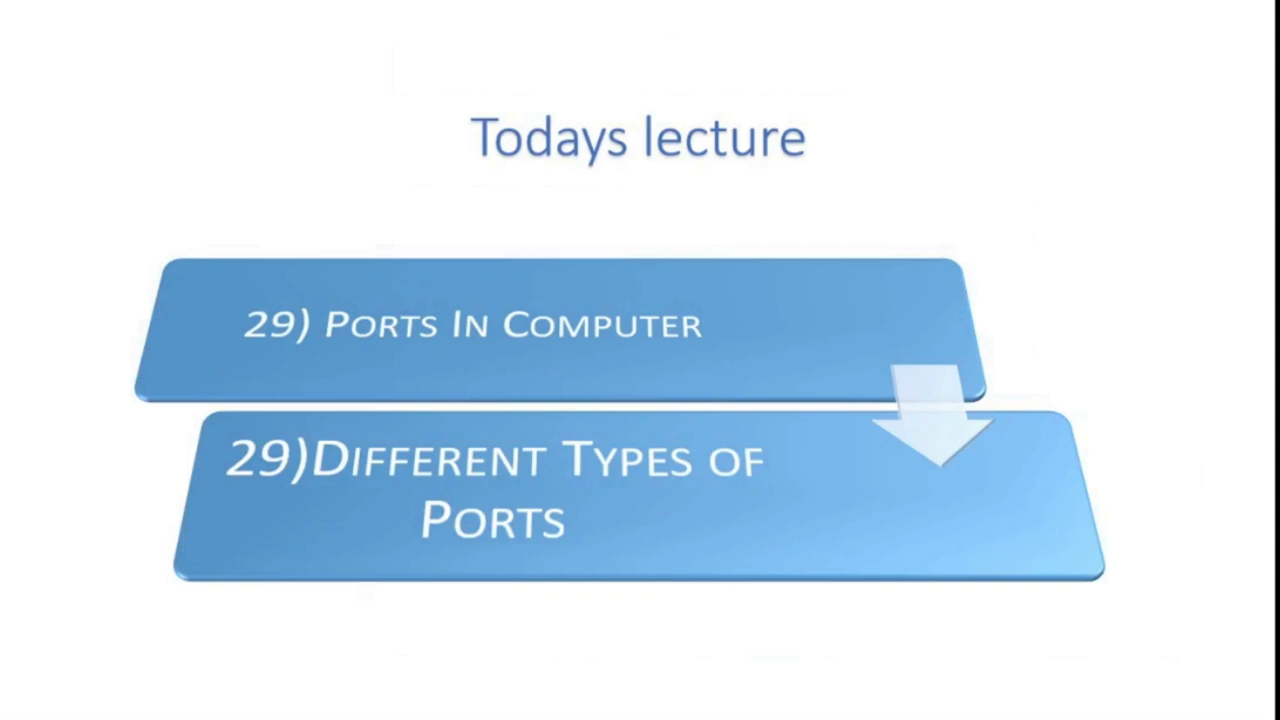 Todays lecture
29) PORTS IN COMPUTER
29)DIFFERENT TYPES OF
PORTS